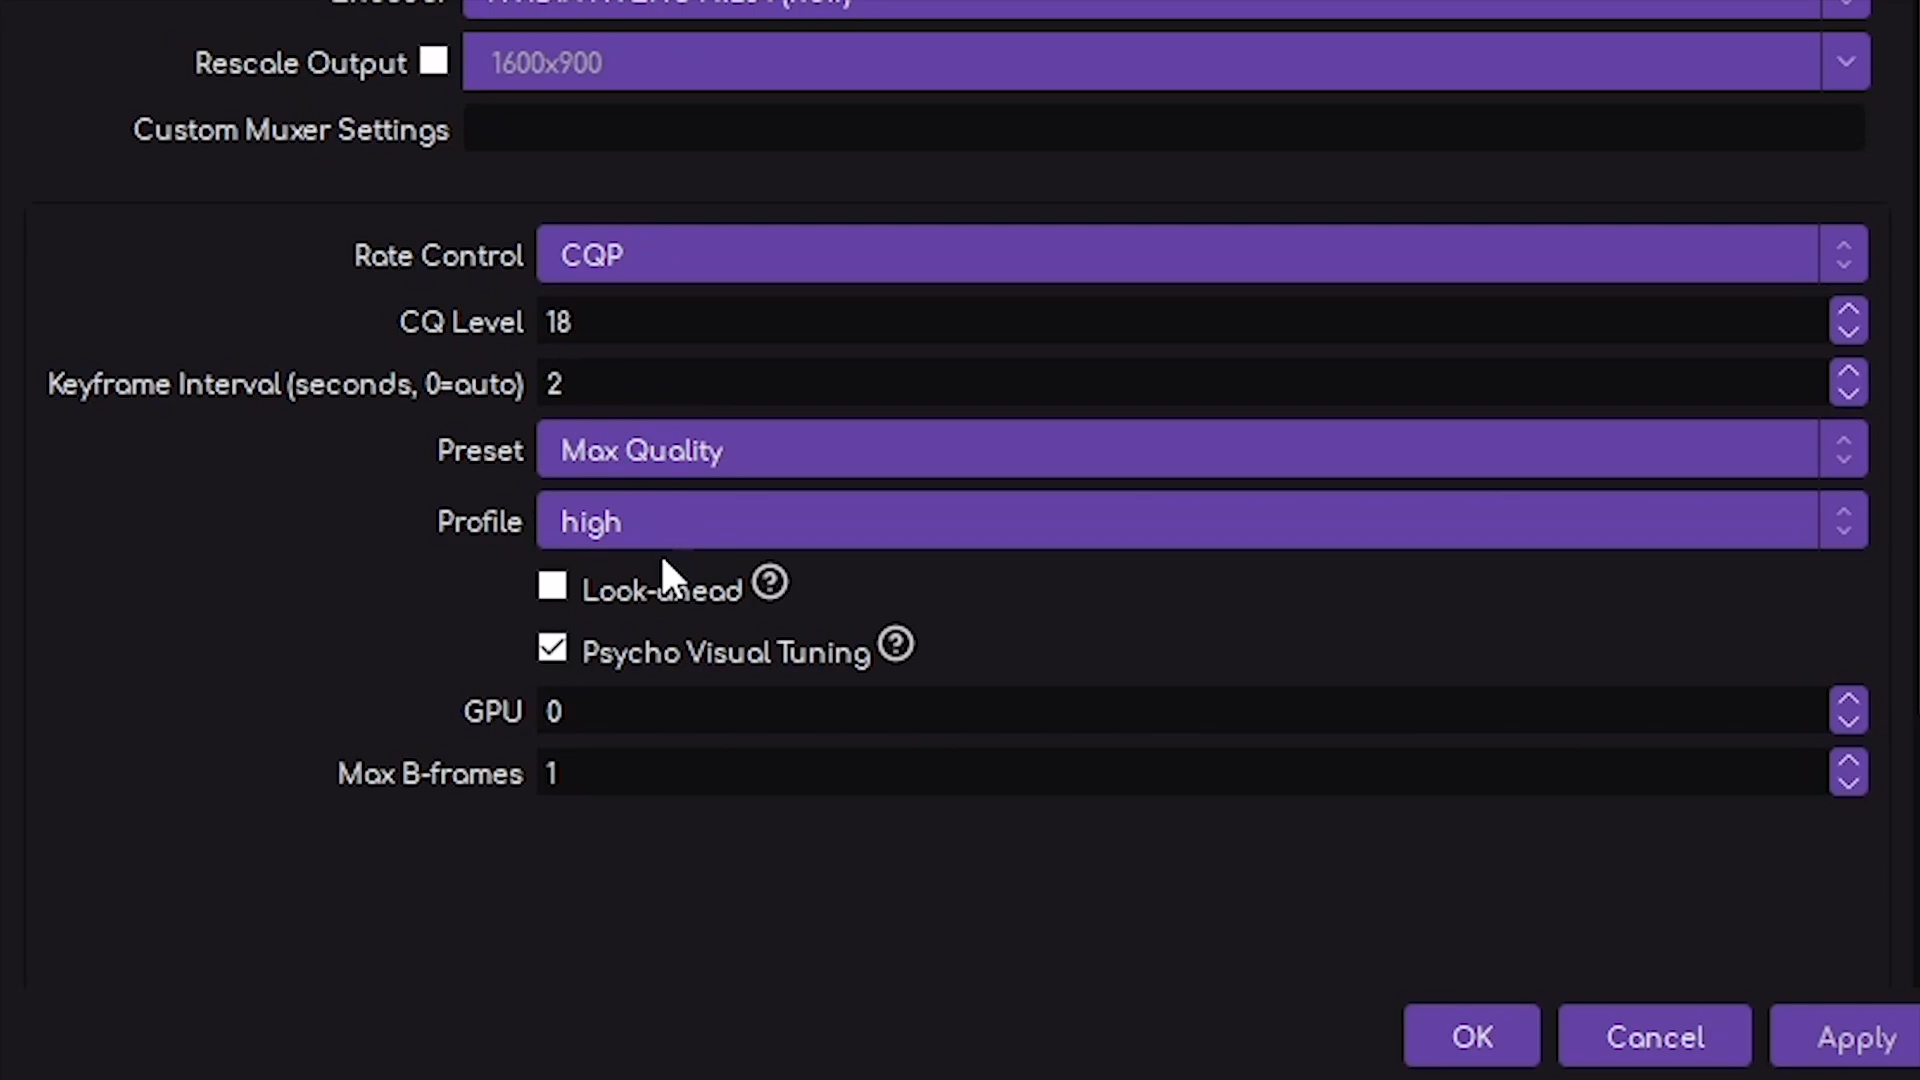 Rescale Output 1600x900
Custom Muxer Settings
Rate Control CQP
CQ Level 18
Keyframe Interval (seconds, 0=auto) 2
Preset Max Quality
Profile high
Look-ahead ?
Psycho Visual Tuning ?
GPU 0
Max B-frames 1
OK Cancel Apply